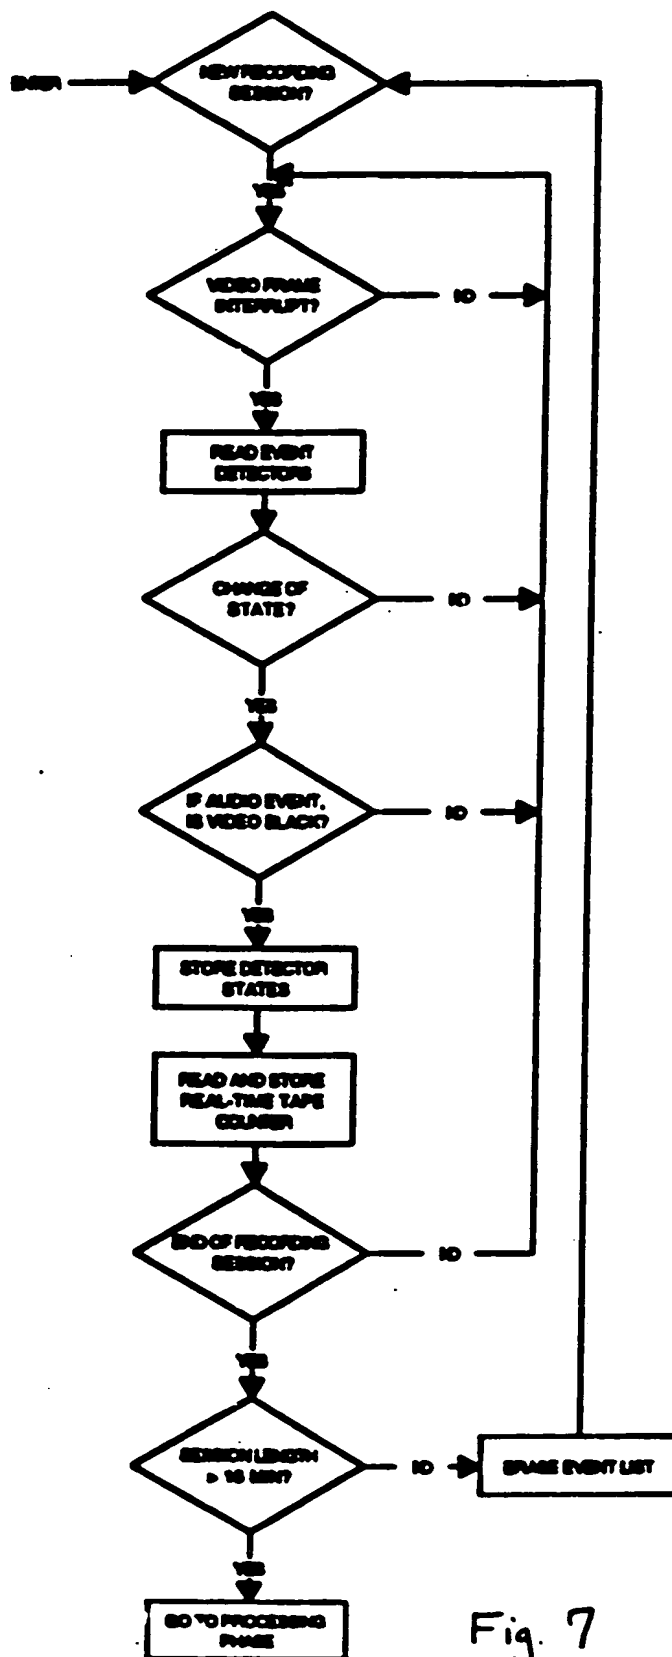 ENTER
NEW RECORDING
SESSION?
YES
VIDEO FRAME
INTERRUPT?
NO
YES
READ EVENT
DETECTORS
CHANGE OF
STATE?
NO
YES
IF AUDIO EVENT,
IS VIDEO BLACK?
NO
YES
STORE DETECTOR
STATES
READ AND STORE
REAL-TIME TAPE
COUNTER
END OF RECORDING
SESSION?
NO
YES
SESSION LENGTH
> 15 MIN?
NO
ERASE EVENT LIST
YES
GO TO PROCESSING
PHASE
Fig. 7